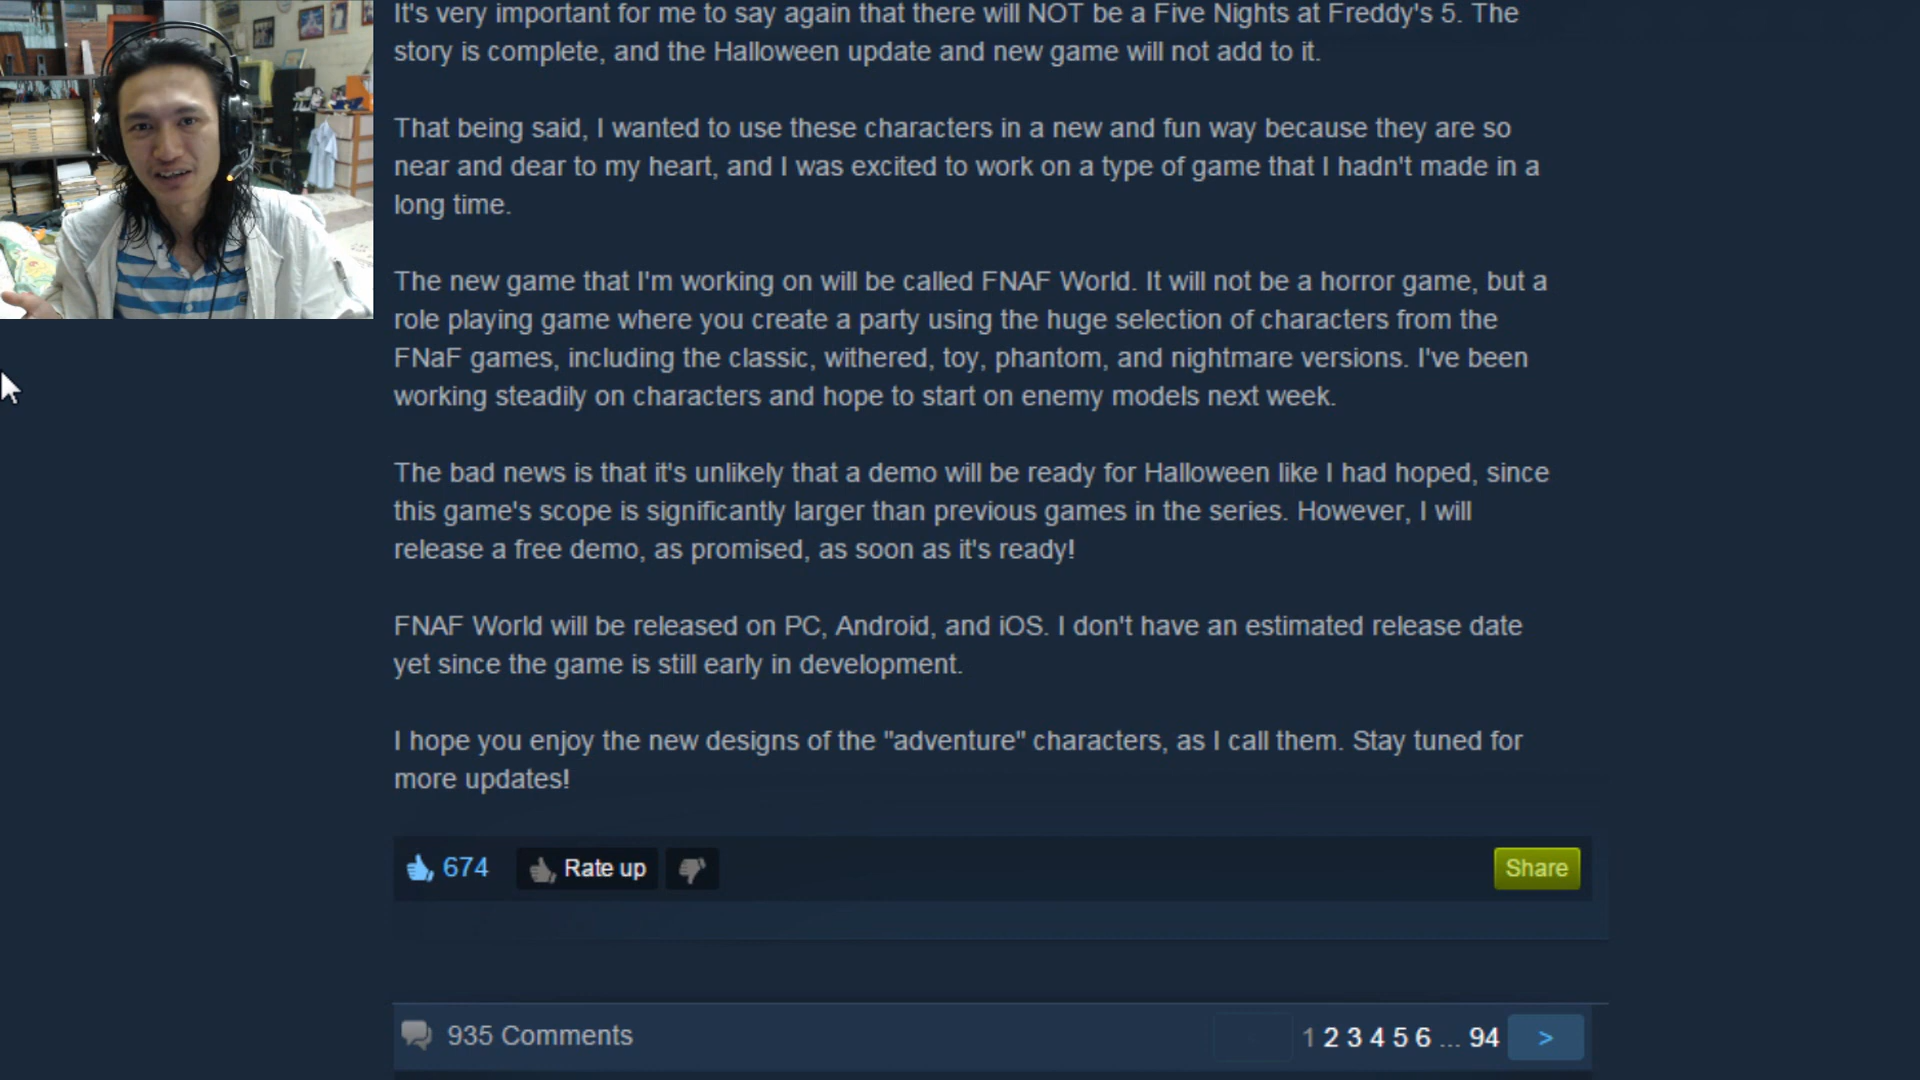 It's very important for me to say again that there will NOT be a Five Nights at Freddy's 5. The
story is complete, and the Halloween update and new game will not add to it.
That being said, I wanted to use these characters in a new and fun way because they are so
near and dear to my heart, and I was excited to work on a type of game that I hadn't made in a
long time.
The new game that I'm working on will be called FNAF World. It will not be a horror game, but a
role playing game where you create a party using the huge selection of characters from the
FNaF games, including the classic, withered, toy, phantom, and nightmare versions. I've been
working steadily on characters and hope to start on enemy models next week.
The bad news is that it's unlikely that a demo will be ready for Halloween like I had hoped, since
this game's scope is significantly larger than previous games in the series. However, I will
release a free demo, as promised, as soon as it's ready!
FNAF World will be released on PC, Android, and iOS. I don't have an estimated release date
yet since the game is still early in development.
I hope you enjoy the new designs of the "adventure" characters, as I call them. Stay tuned for
more updates!
674 Rate up Share
935 Comments 1 2 3 4 5 6 ... 94 >